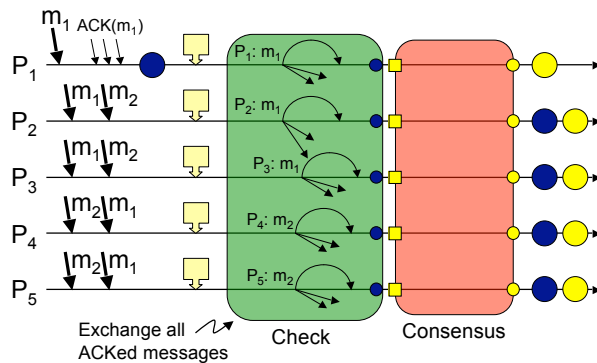 m1 ACK(m1)
P1 P1: m1
m1 m2
P2 P2: m1
m1 m2
P3 P3: m1
m2 m1
P4 P4: m2
m2 m1
P5 P5: m2
Exchange all
ACKed messages
Check
Consensus